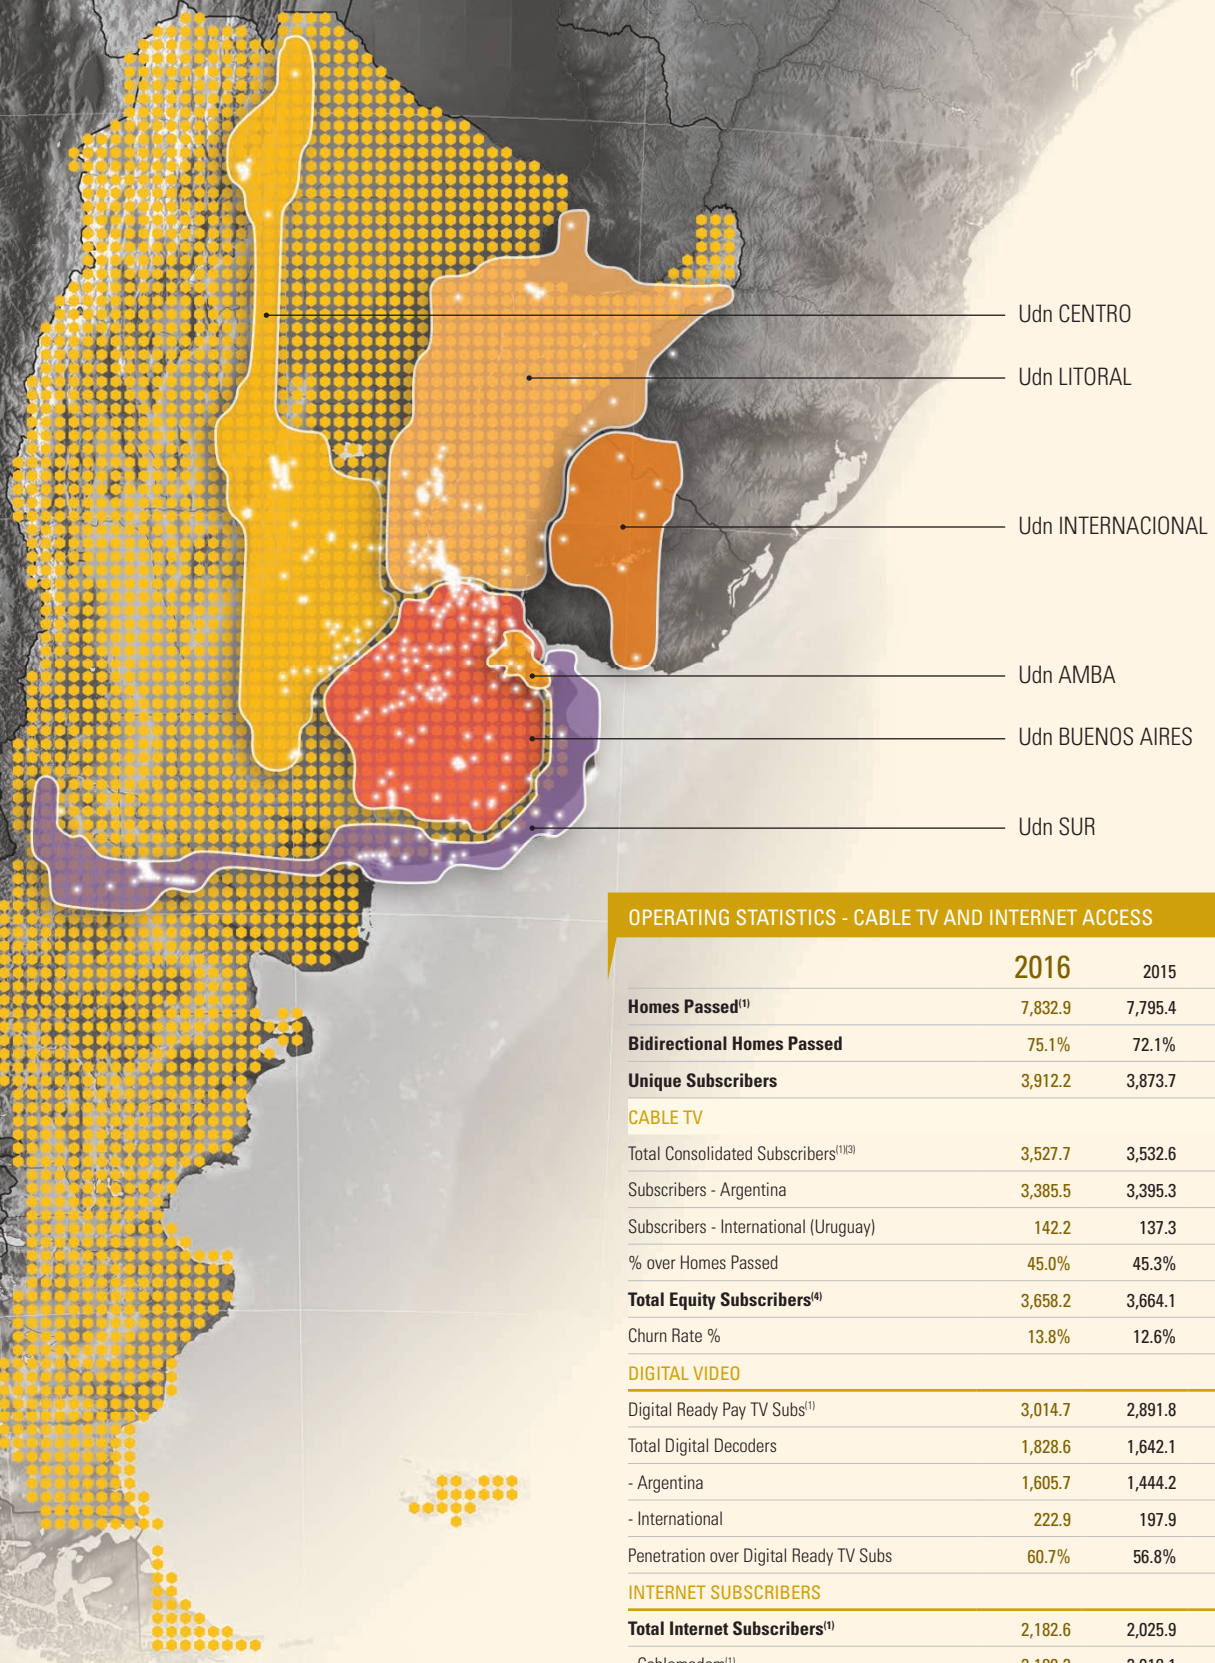 Udn CENTRO
Udn LITORAL
Udn INTERNACIONAL
Udn AMBA
Udn BUENOS AIRES
Udn SUR
OPERATING STATISTICS - CABLE TV AND INTERNET ACCESS
2016 2015
Homes Passed(1) 7,832.9 7,795.4
Bidirectional Homes Passed 75.1% 72.1%
Unique Subscribers 3,912.2 3,873.7
CABLE TV
Total Consolidated Subscribers(1)(3) 3,527.7 3,532.6
Subscribers - Argentina 3,385.5 3,395.3
Subscribers - International (Uruguay) 142.2 137.3
% over Homes Passed 45.0% 45.3%
Total Equity Subscribers(4) 3,658.2 3,664.1
Churn Rate % 13.8% 12.6%
DIGITAL VIDEO
Digital Ready Pay TV Subs(1) 3,014.7 2,891.8
Total Digital Decoders 1,828.6 1,642.1
- Argentina 1,605.7 1,444.2
- International 222.9 197.9
Penetration over Digital Ready TV Subs 60.7% 56.8%
INTERNET SUBSCRIBERS
Total Internet Subscribers(1) 2,182.6 2,025.9
- Cablemodem(1)